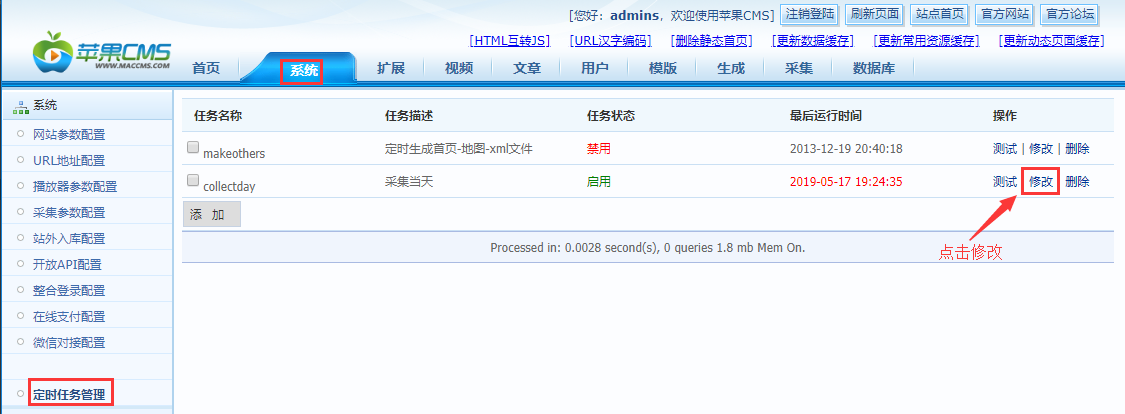 [您好：admins，欢迎使用苹果CMS] 注销登陆 刷新页面 站点首页 官方网站 官方论坛
[HTML互转JS] [URL汉字编码] [删除静态首页] [更新数据缓存] [更新常用资源缓存] [更新动态页面缓存]
苹果CMS
WWW.MACCMS.COM
首页 系统 扩展 视频 文章 用户 模版 生成 采集 数据库
系统
网站参数配置
URL地址配置
播放器参数配置
采集参数配置
站外入库配置
开放API配置
整合登录配置
在线支付配置
微信对接配置
定时任务管理
任务名称 任务描述 任务状态 最后运行时间 操作
makeothers 定时生成首页-地图-xml文件 禁用 2013-12-19 20:40:18 测试 | 修改 | 删除
collectday 采集当天 启用 2019-05-17 19:24:35 测试 修改 删除
添 加
Processed in: 0.0028 second(s), 0 queries 1.8 mb Mem On.
点击修改